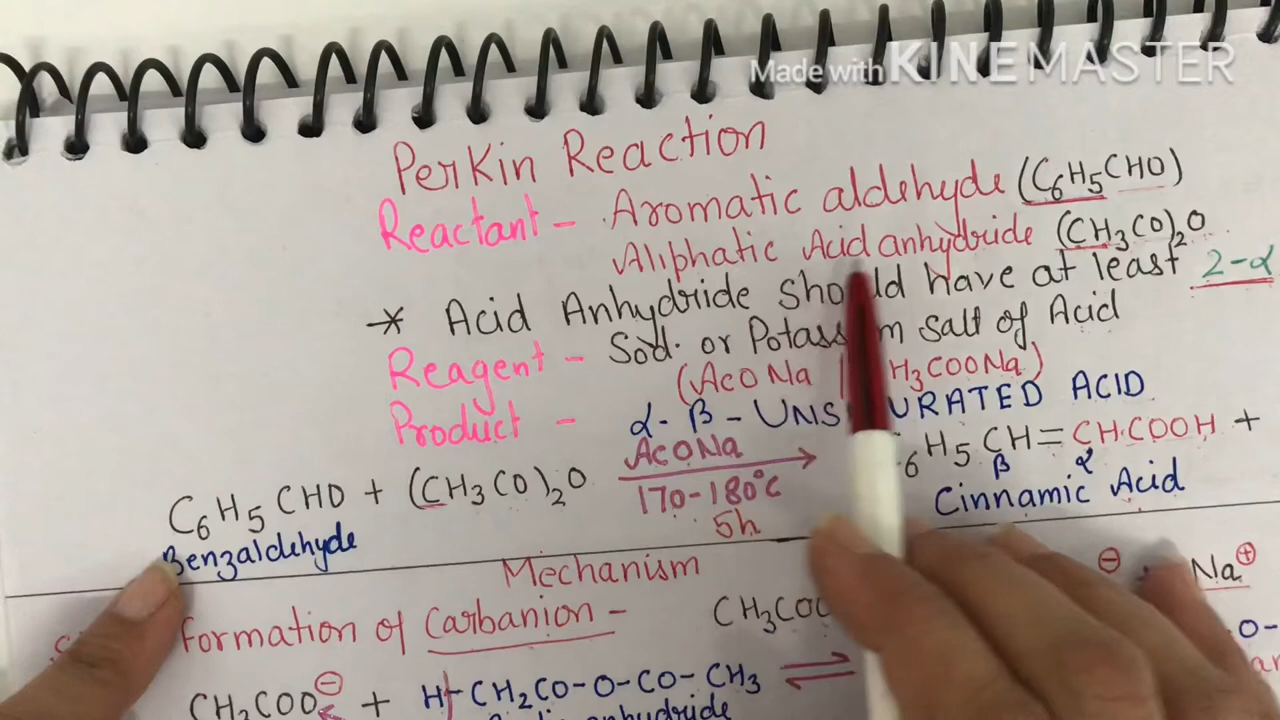 Made with KINEMASTER
Perkin Reaction
Reactant - Aromatic aldehyde (C6H5CHO)
Aliphatic Acid anhydride (CH3CO)2O
* Acid Anhydride should have at least 2-α
Reagent - Sod. or Potass m Salt of Acid
(AcONa H3COONa)
Product - α-β-UNS URATED ACID
C6H5CHO + (CH3CO)2O AcONa 6H5CH=CH.COOH +
170-180°C β α
5h
Benzaldehyde Cinnamic Acid
Mechanism
Formation of Carbanion - CH3COO ⊖ Na⊕
CH3COO⊖ + H-CH2CO-O-CO-CH3 ⇌ O-
anhydride